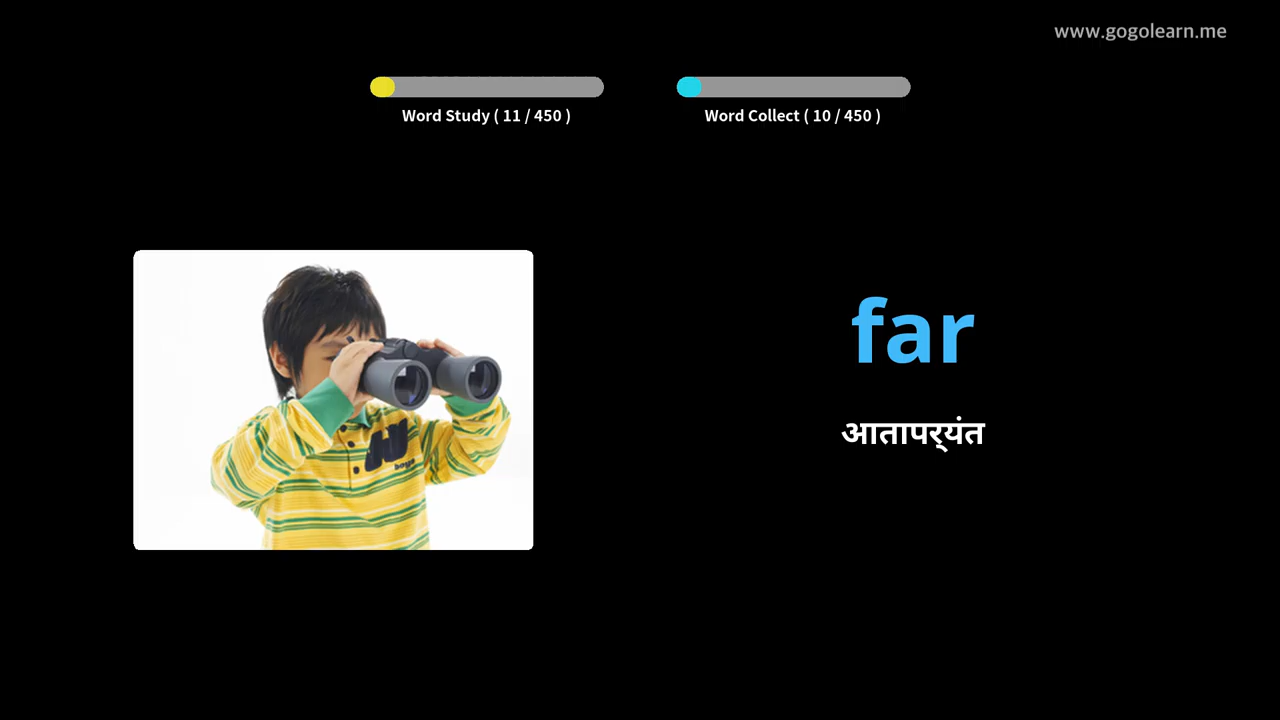 www.gogolearn.me
Word Study ( 11 / 450 )
Word Collect ( 10 / 450 )
far
आतापर्यंत